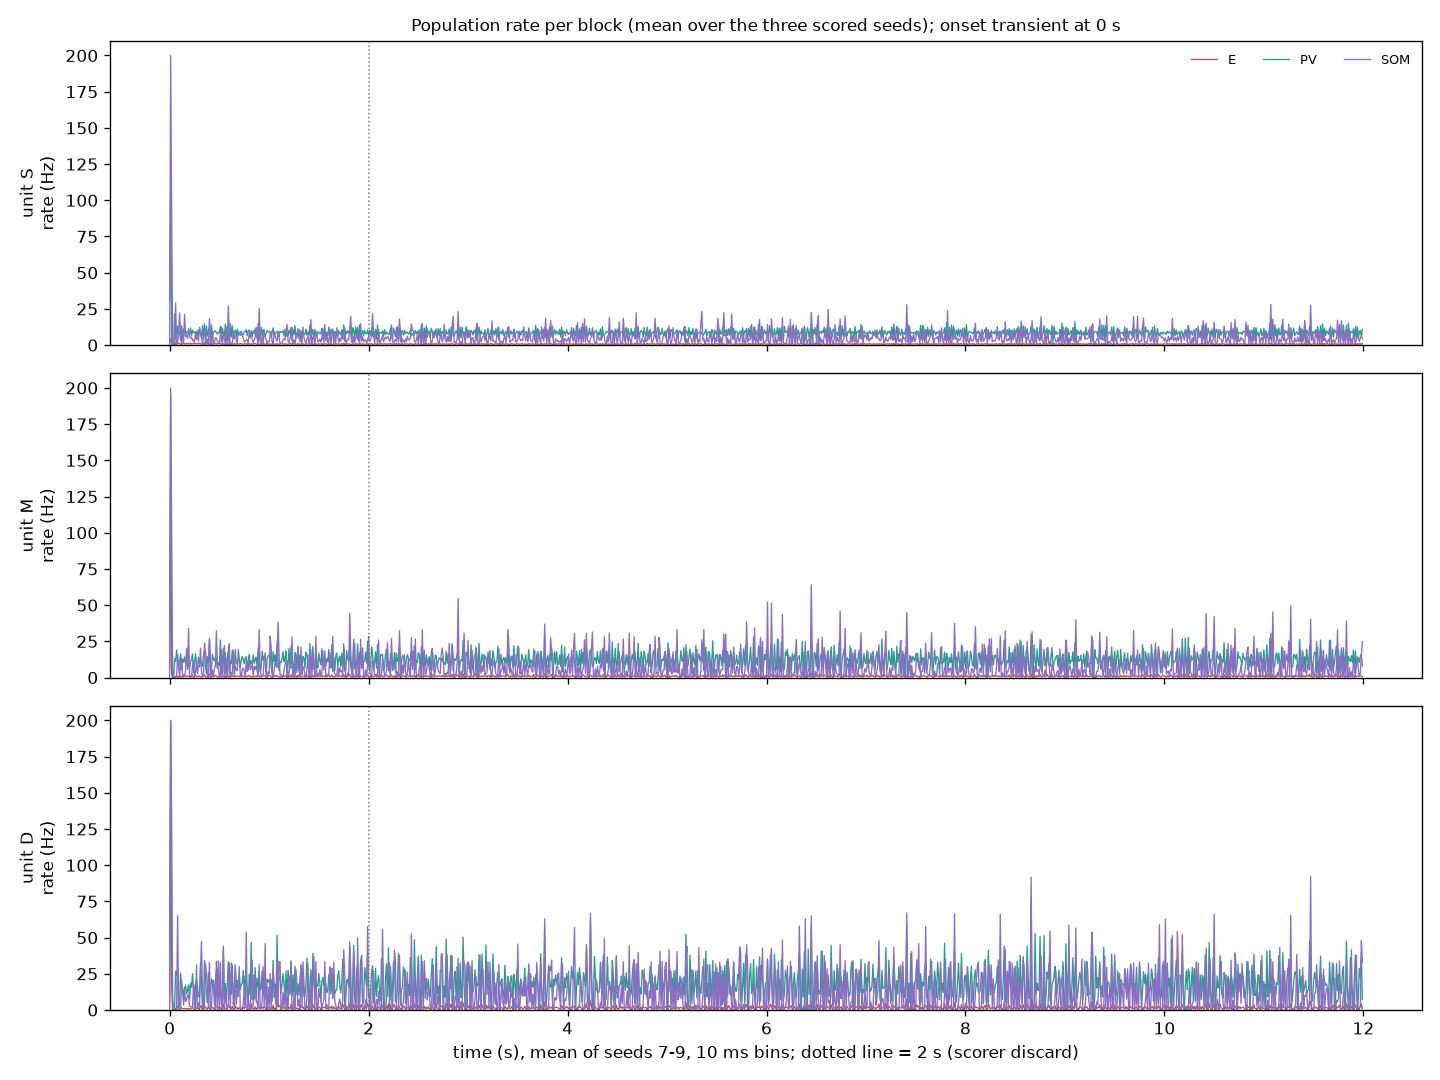 Population rate per block (mean over the three scored seeds); onset transient at 0 s
E PV SOM
unit S
rate (Hz)
200
175
150
125
100
75
50
25
0
unit M
rate (Hz)
200
175
150
125
100
75
50
25
0
unit D
rate (Hz)
200
175
150
125
100
75
50
25
0
0 2 4 6 8 10 12
time (s), mean of seeds 7-9, 10 ms bins; dotted line = 2 s (scorer discard)